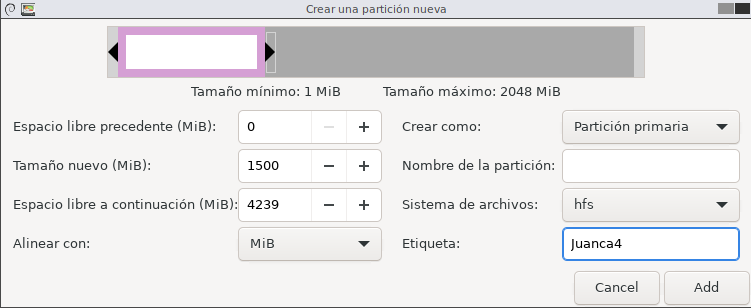 Crear una partición nueva
Tamaño mínimo: 1 MiB Tamaño máximo: 2048 MiB
Espacio libre precedente (MiB): 0 − + Crear como: Partición primaria
Tamaño nuevo (MiB): 1500 − + Nombre de la partición:
Espacio libre a continuación (MiB): 4239 − + Sistema de archivos: hfs
Alinear con: MiB Etiqueta: Juanca4
Cancel Add